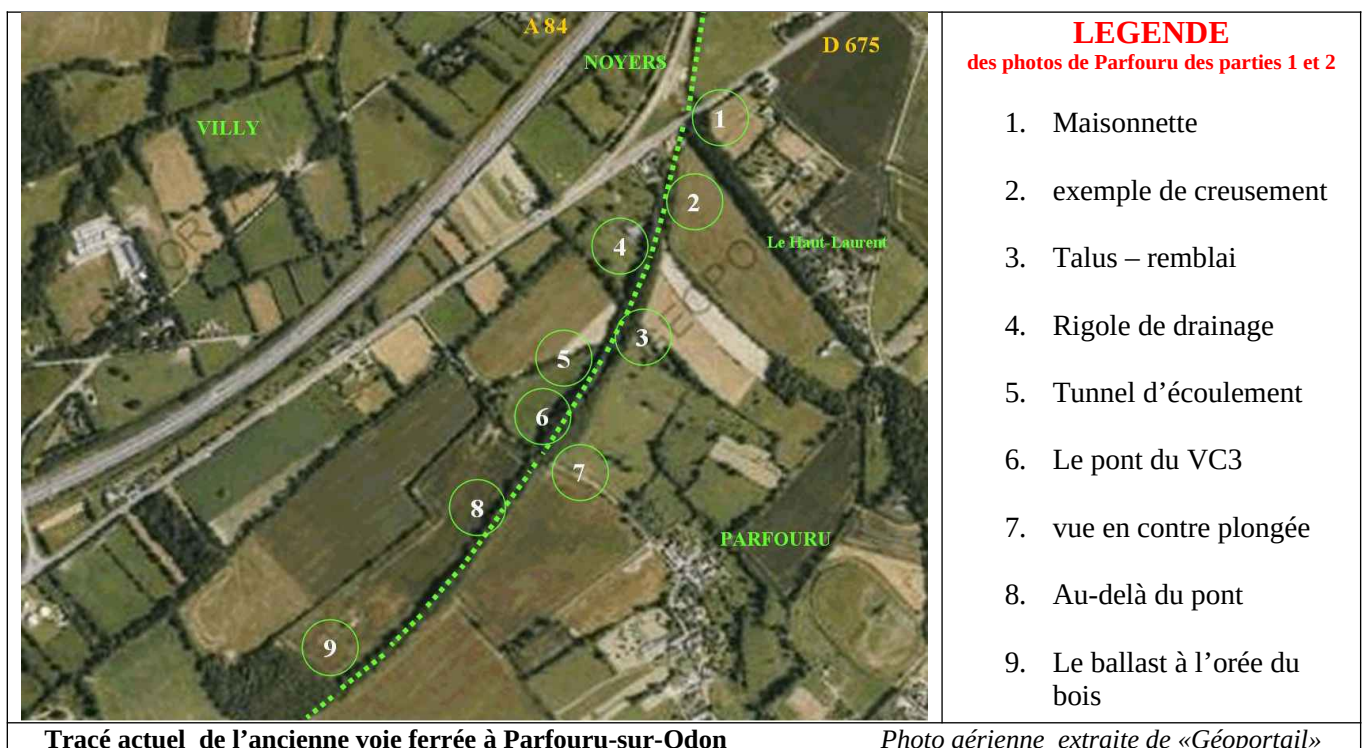 A 84
D 675
NOYERS
VILLY
1
2
Le Haut-Laurent
4
3
5
6
7
8
PARFOURU
9
LEGENDE
des photos de Parfouru des parties 1 et 2
1. Maisonnette
2. exemple de creusement
3. Talus – remblai
4. Rigole de drainage
5. Tunnel d’écoulement
6. Le pont du VC3
7. vue en contre plongée
8. Au-delà du pont
9. Le ballast à l’orée du
bois
Tracé actuel de l’ancienne voie ferrée à Parfouru-sur-Odon
Photo aérienne extraite de «Géoportail»